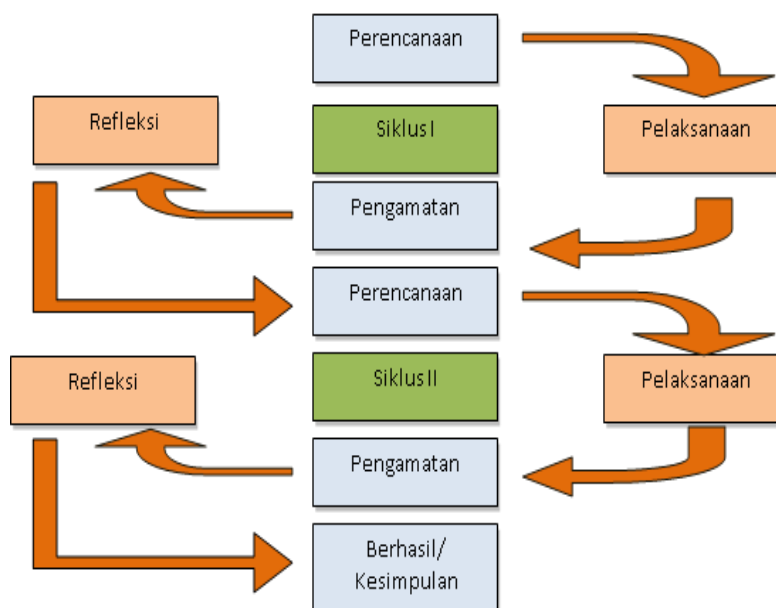 Perencanaan
Refleksi
Siklus I
Pelaksanaan
Pengamatan
Perencanaan
Refleksi
Siklus II
Pelaksanaan
Pengamatan
Berhasil/
Kesimpulan